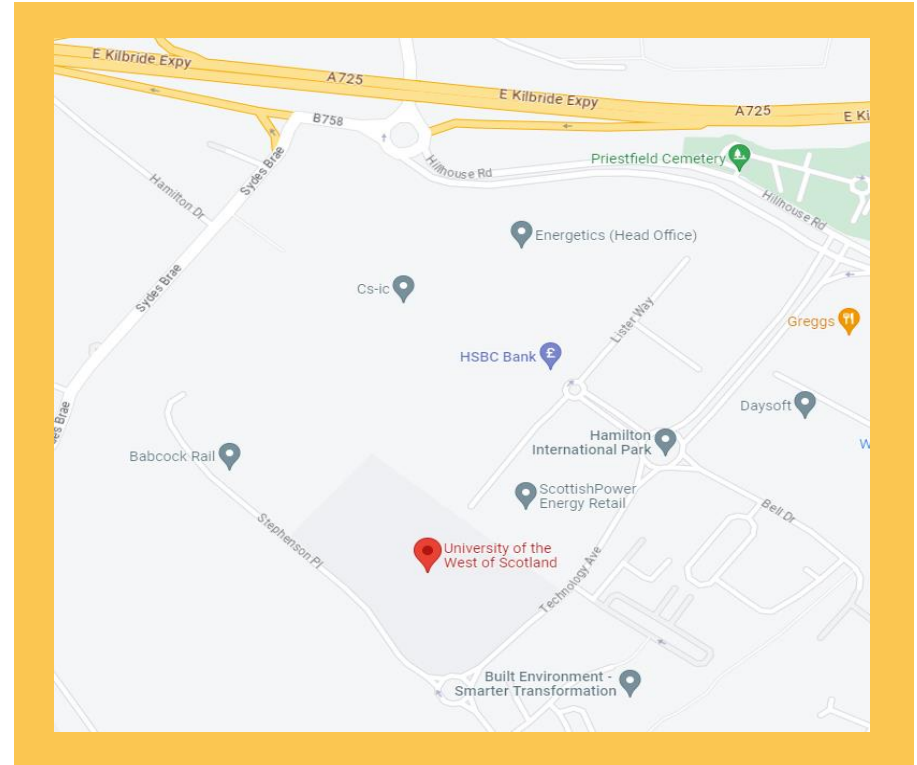 E Kilbride Expy
A725
E Kilbride Expy
A725
E Ki
B758
Hillhouse Rd
Priestfield Cemetery
Sydes Brae
Hamilton Dr
Hillhouse Rd
Energetics (Head Office)
Sydes Brae
Cs-ic
Lister Way
Greggs
HSBC Bank
£
Daysoft
es Brae
Hamilton
International Park
W
Babcock Rail
ScottishPower
Energy Retail
Bell Dr
Stephenson Pl
University of the
West of Scotland
Technology Ave
Built Environment -
Smarter Transformation